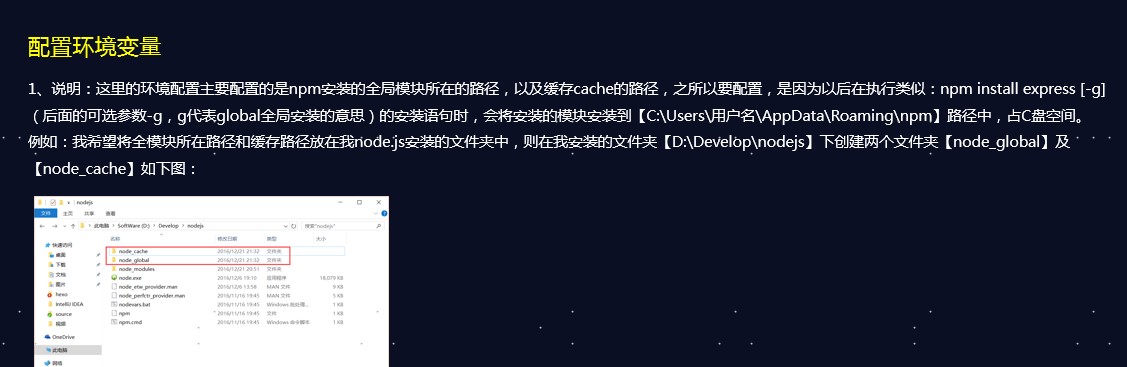 配置环境变量
1、说明：这里的环境配置主要配置的是npm安装的全局模块所在的路径，以及缓存cache的路径，之所以要配置，是因为以后在执行类似：npm install express [-g]
（后面的可选参数-g，g代表global全局安装的意思）的安装语句时，会将安装的模块安装到【C:\Users\用户名\AppData\Roaming\npm】路径中，占C盘空间。
例如：我希望将全模块所在路径和缓存路径放在我node.js安装的文件夹中，则在我安装的文件夹【D:\Develop\nodejs】下创建两个文件夹【node_global】及
【node_cache】如下图：
nodejs
文件 主页 共享 查看
此电脑 > SoftWare (D:) > Develop > nodejs 搜索"nodejs"
名称 修改日期 类型 大小
快速访问
桌面
下载
文档
图片
hexo
IntelliJ IDEA
source
视频
OneDrive
此电脑
网络
node_cache 2016/12/21 21:32 文件夹
node_global 2016/12/21 21:32 文件夹
node_modules 2016/12/21 20:51 文件夹
node.exe 2016/12/6 19:10 应用程序 18,079 KB
node_etw_provider.man 2016/12/6 13:58 MAN 文件 9 KB
node_perfctr_provider.man 2016/11/16 19:45 MAN 文件 5 KB
nodevars.bat 2016/11/16 19:45 Windows 批处理... 1 KB
npm 2016/11/16 19:45 文件 1 KB
npm.cmd 2016/11/16 19:45 Windows 命令脚本 1 KB